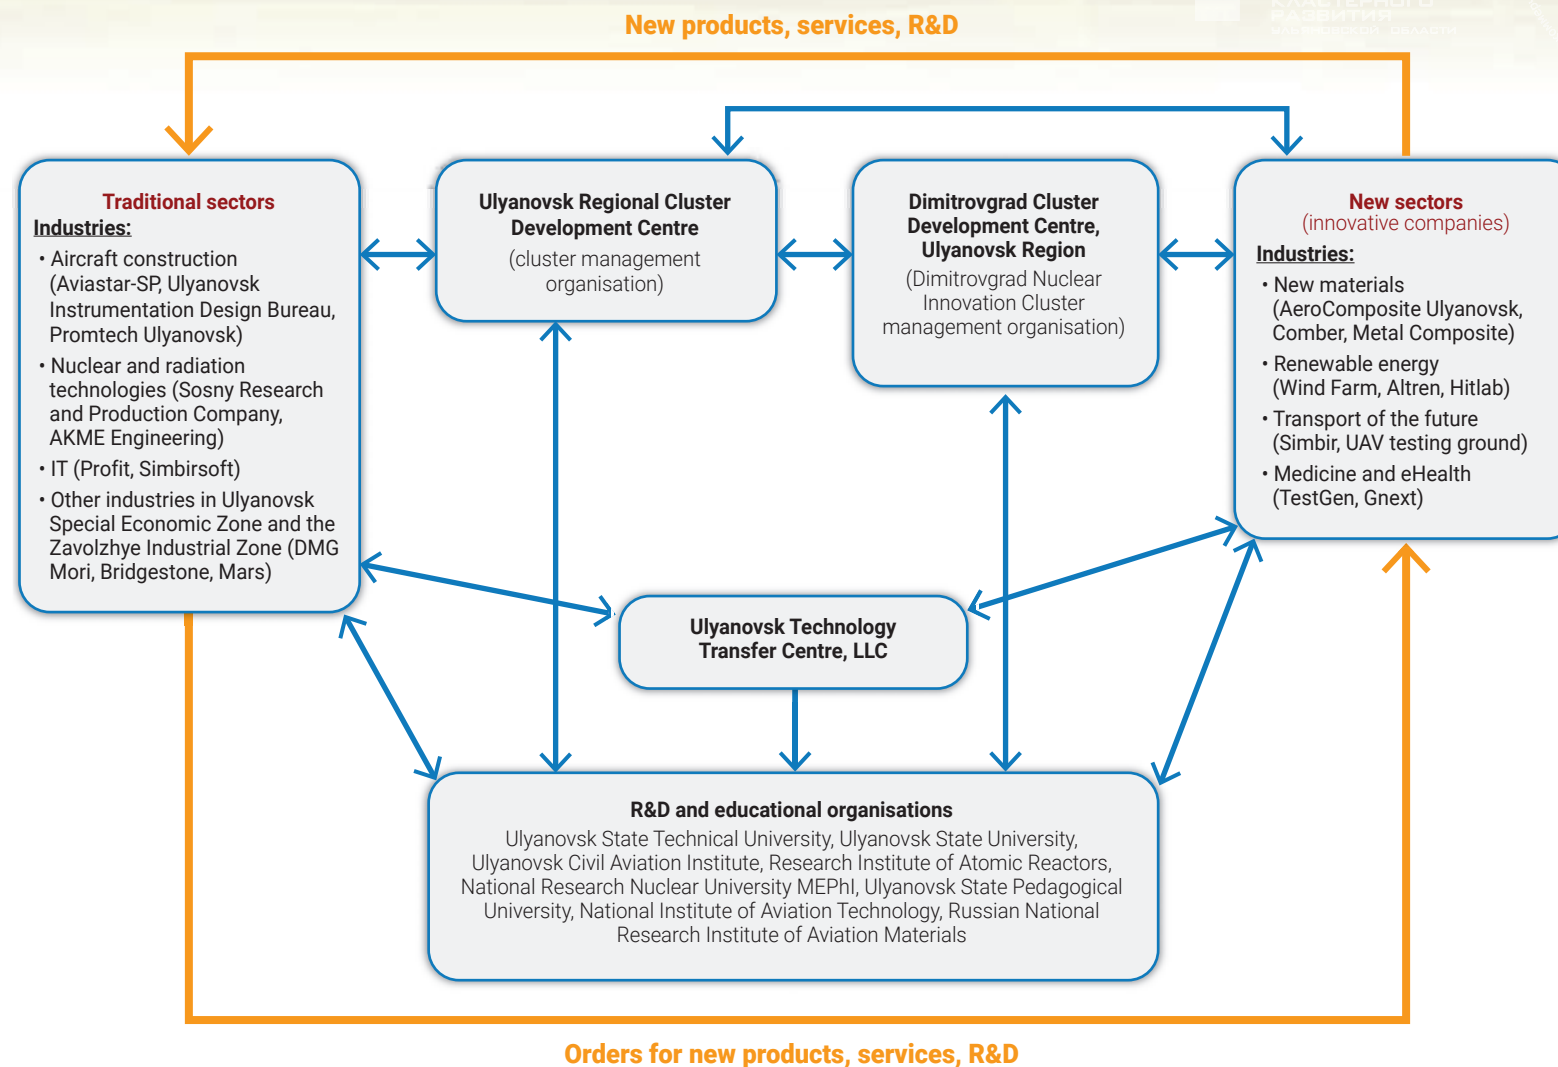 КЛАСТЕРНОГО
РАЗВИТИЯ
New products, services, R&D
Traditional sectors
Industries:
• Aircraft construction
(Aviastar-SP, Ulyanovsk
Instrumentation Design Bureau,
Promtech Ulyanovsk)
• Nuclear and radiation
technologies (Sosny Research
and Production Company,
AKME Engineering)
• IT (Profit, Simbirsoft)
• Other industries in Ulyanovsk
Special Economic Zone and the
Zavolzhye Industrial Zone (DMG
Mori, Bridgestone, Mars)
Ulyanovsk Regional Cluster
Development Centre
(cluster management
organisation)
Dimitrovgrad Cluster
Development Centre,
Ulyanovsk Region
(Dimitrovgrad Nuclear
Innovation Cluster
management organisation)
New sectors
(innovative companies)
Industries:
• New materials
(AeroComposite Ulyanovsk,
Comber, Metal Composite)
• Renewable energy
(Wind Farm, Altren, Hitlab)
• Transport of the future
(Simbir, UAV testing ground)
• Medicine and eHealth
(TestGen, Gnext)
Ulyanovsk Technology
Transfer Centre, LLC
R&D and educational organisations
Ulyanovsk State Technical University, Ulyanovsk State University,
Ulyanovsk Civil Aviation Institute, Research Institute of Atomic Reactors,
National Research Nuclear University MEPhI, Ulyanovsk State Pedagogical
University, National Institute of Aviation Technology, Russian National
Research Institute of Aviation Materials
Orders for new products, services, R&D